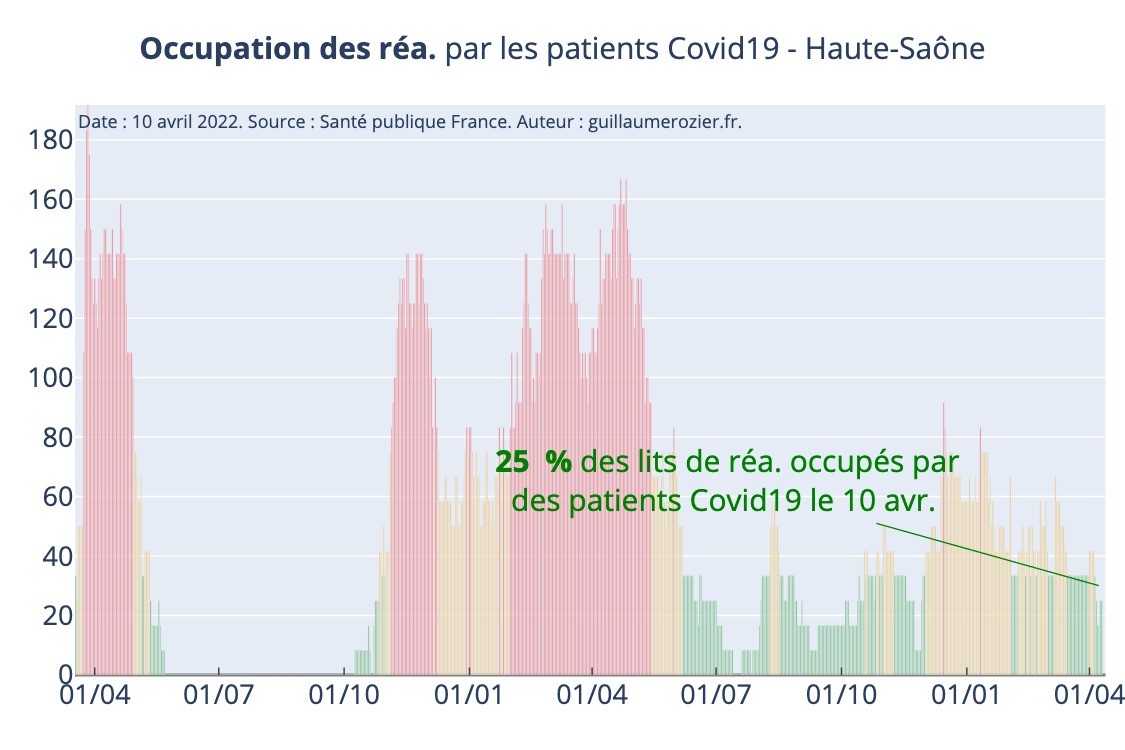 Occupation des réa. par les patients Covid19 - Haute-Saône
Date : 10 avril 2022. Source : Santé publique France. Auteur : guillaumerozier.fr.
180
160
140
120
100
80
60
40
20
0
25 % des lits de réa. occupés par
des patients Covid19 le 10 avr.
01/04 01/07 01/10 01/01 01/04 01/07 01/10 01/01 01/04